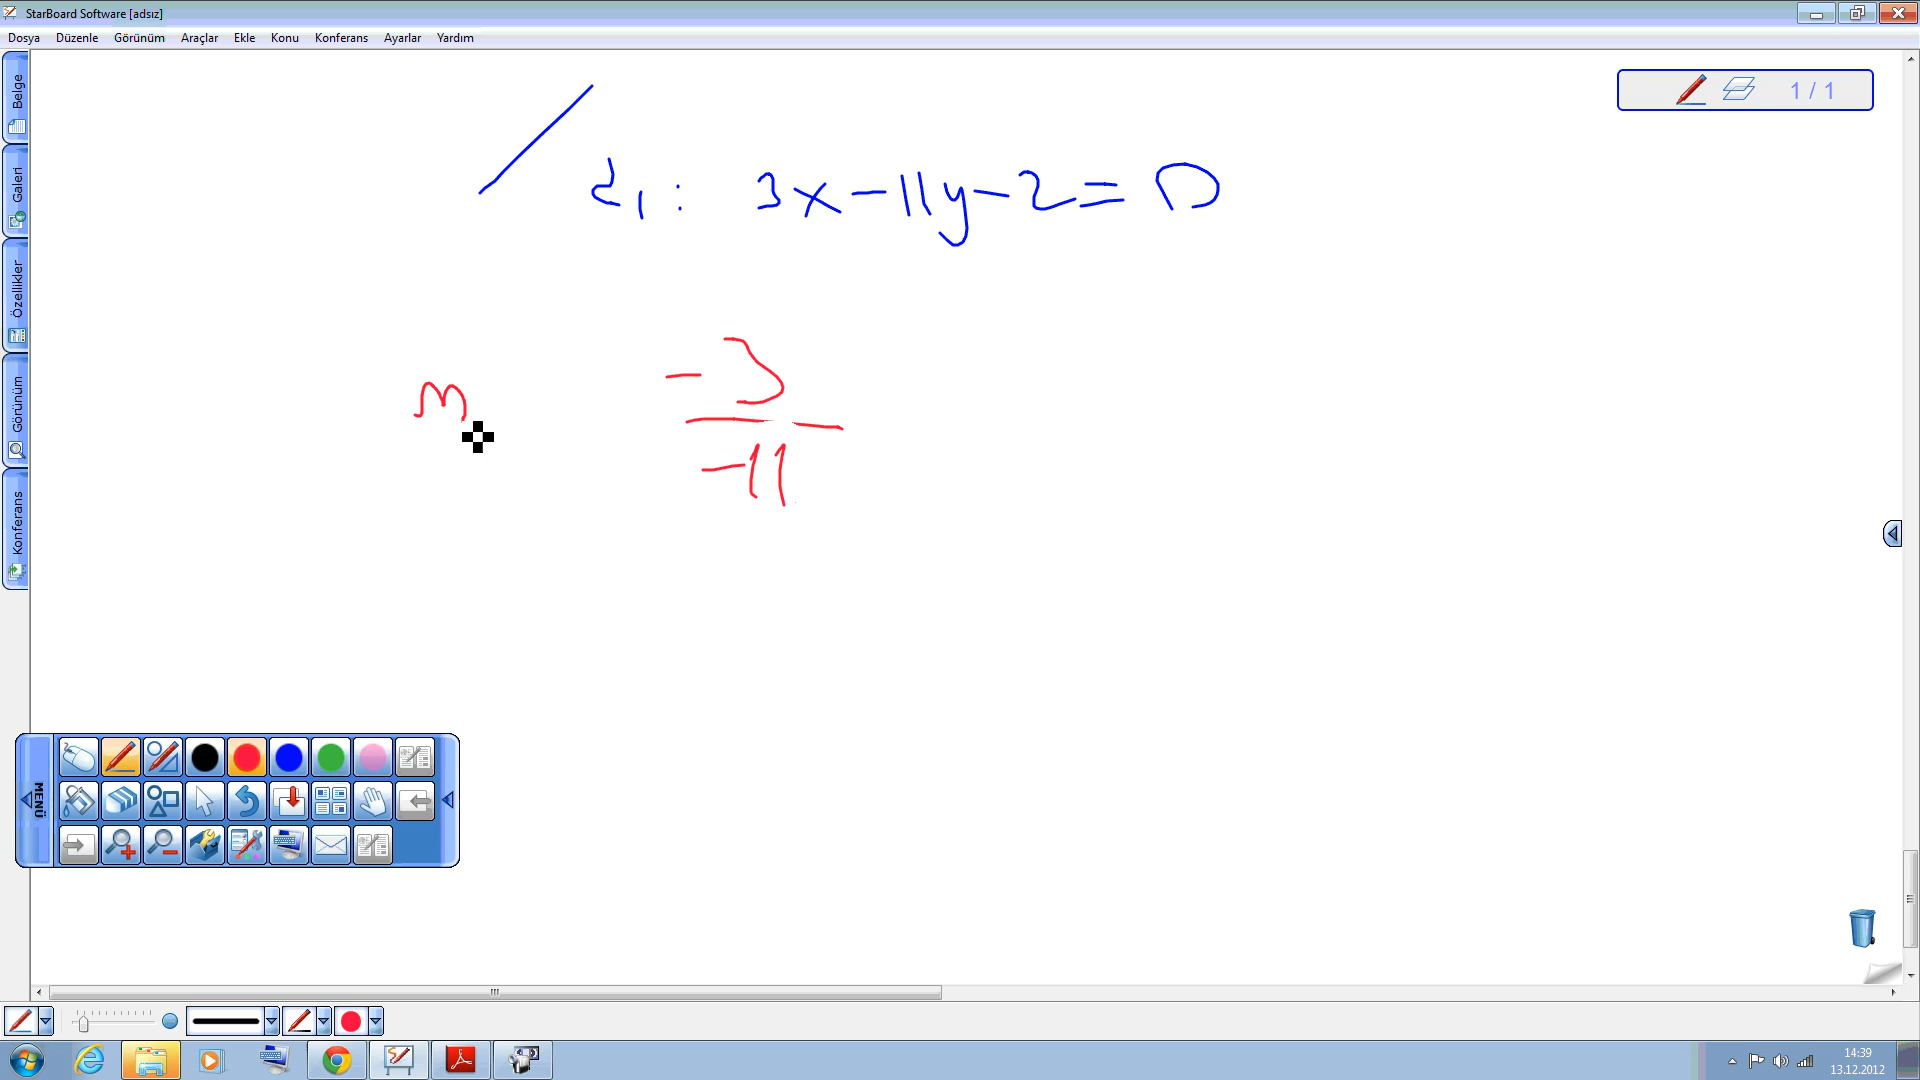 StarBoard Software [adsız]
Dosya Düzenle Görünüm Araçlar Ekle Konu Konferans Ayarlar Yardım
Belge
Galeri
Özellikler
Görünüm
Konferans
1 / 1
d1: 3x-11y-2=0
m -3
-11
MENÜ
14:39
13.12.2012